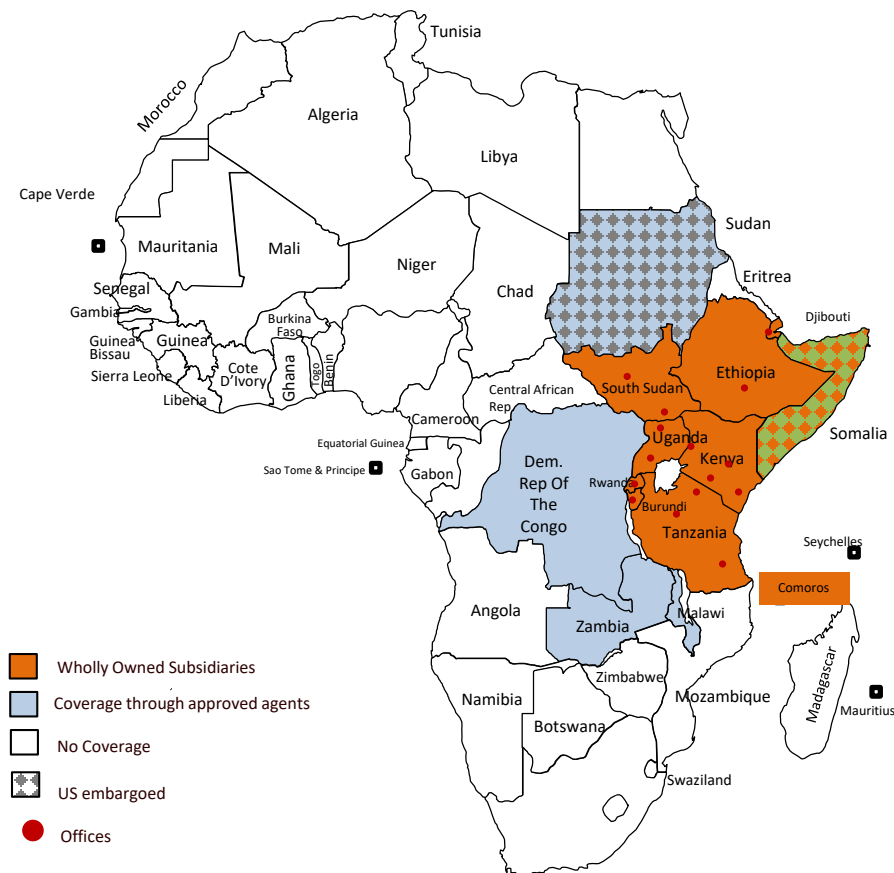 Tunisia
Morocco
Algeria
Libya
Cape Verde
Mauritania
Mali
Niger
Chad
Sudan
Eritrea
Senegal
Gambia
Guinea
Bissau
Guinea
Burkina
Faso
Djibouti
Sierra Leone
Liberia
Cote
D'Ivory
Ghana
Togo
Benin
Ethiopia
South Sudan
Central African
Rep
Cameroon
Somalia
Equatorial Guinea
Sao Tome & Principe
Gabon
Uganda
Kenya
Dem.
Rep Of
The
Congo
Rwanda
Burundi
Tanzania
Seychelles
Comoros
Angola
Zambia
Malawi
Zimbabwe
Mozambique
Madagascar
Mauritius
Namibia
Botswana
Swaziland
Wholly Owned Subsidiaries
Coverage through approved agents
No Coverage
US embargoed
Offices